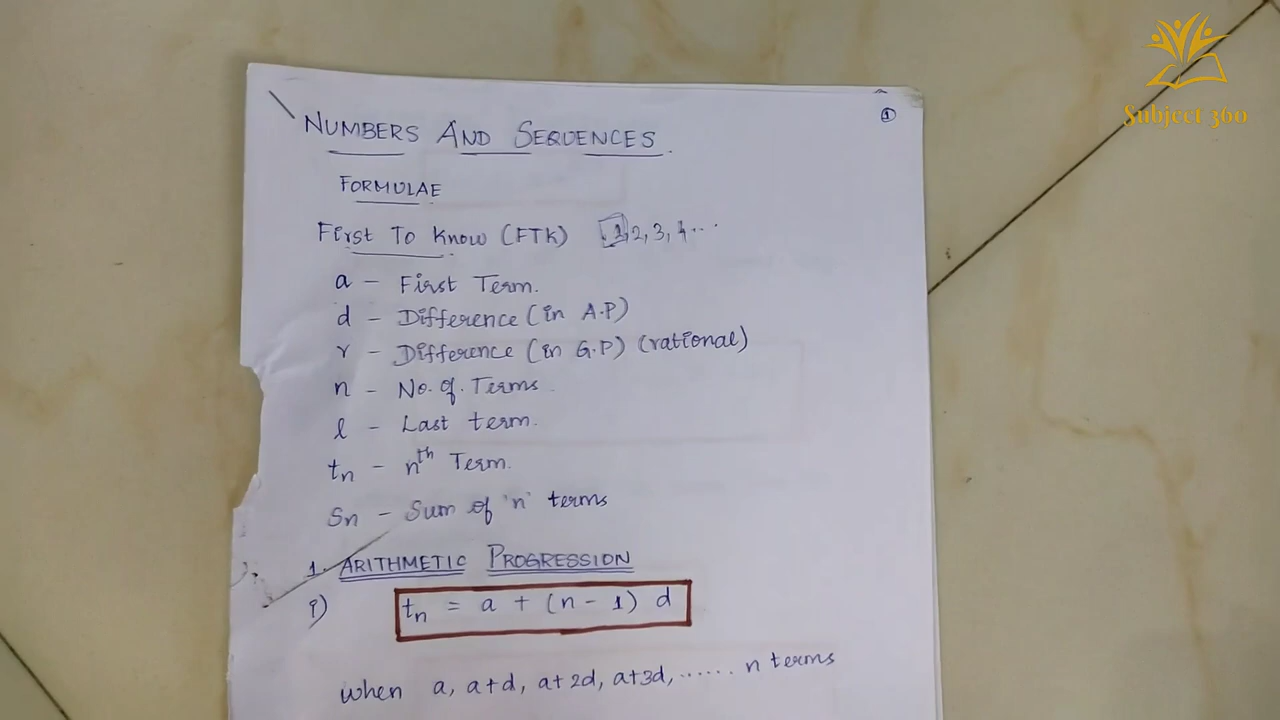 Subject 360
1
NUMBERS AND SEQUENCES.
FORMULAE
First To Know (FTK) 1, 2, 3, 4...
a - First Term.
d - Difference (in A.P)
r - Difference (in G.P) (rational)
n - No. of. Terms
l - Last term.
tn - nth Term.
Sn - Sum of 'n' terms
1. ARITHMETIC PROGRESSION
i) tn = a + (n - 1) d
when a, a+d, a+2d, a+3d, ...... n terms